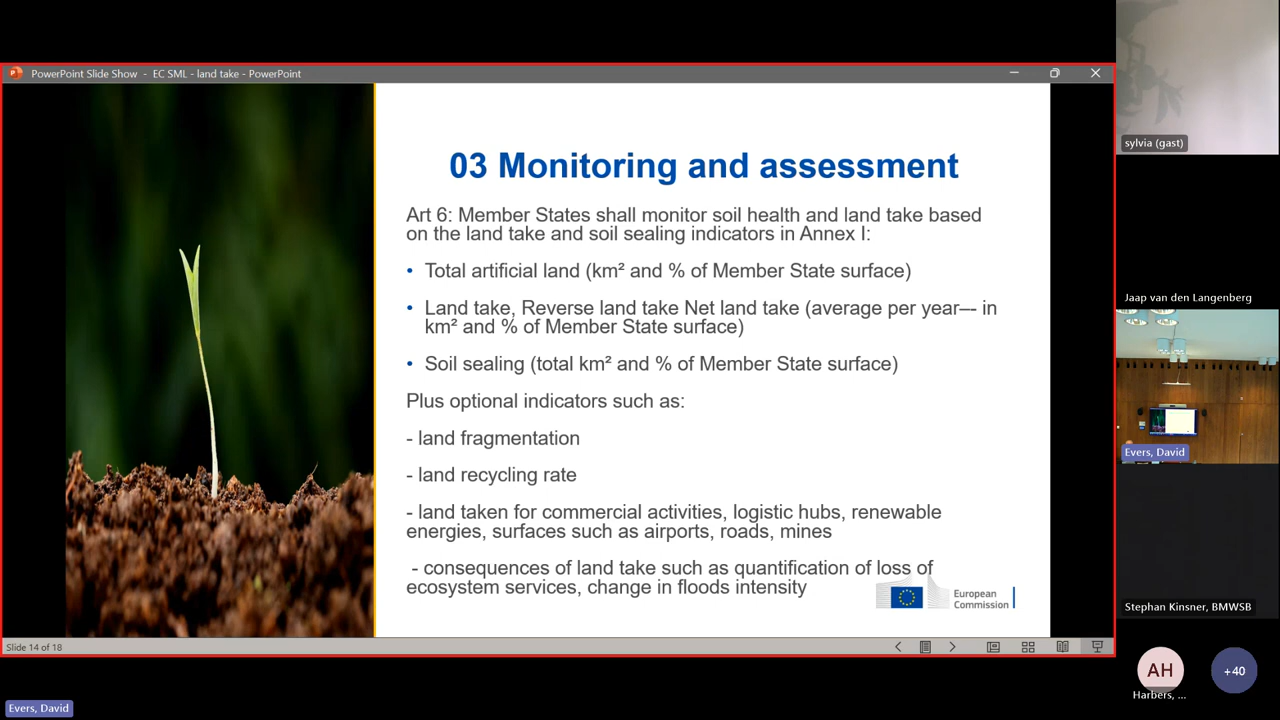 PowerPoint Slide Show - EC SML - land take - PowerPoint
03 Monitoring and assessment
Art 6: Member States shall monitor soil health and land take based
on the land take and soil sealing indicators in Annex I:
• Total artificial land (km² and % of Member State surface)
• Land take, Reverse land take Net land take (average per year–- in
km² and % of Member State surface)
• Soil sealing (total km² and % of Member State surface)
Plus optional indicators such as:
- land fragmentation
- land recycling rate
- land taken for commercial activities, logistic hubs, renewable
energies, surfaces such as airports, roads, mines
- consequences of land take such as quantification of loss of
ecosystem services, change in floods intensity
European
Commission
Slide 14 of 18
Evers, David
sylvia (gast)
Jaap van den Langenberg
Evers, David
Stephan Kinsner, BMWSB
AH
Harbers, ...
+40